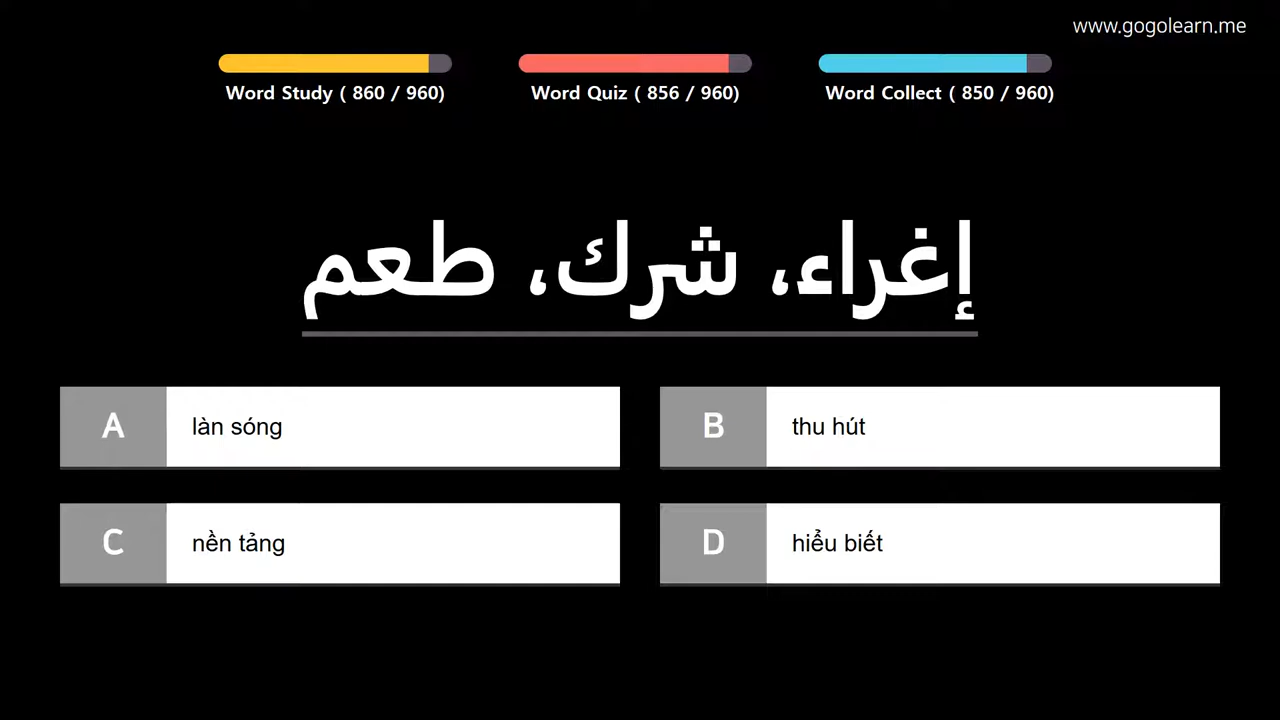 www.gogolearn.me
Word Study ( 860 / 960)
Word Quiz ( 856 / 960)
Word Collect ( 850 / 960)
إغراء، شرك، طعم
A làn sóng
B thu hút
C nền tảng
D hiểu biết